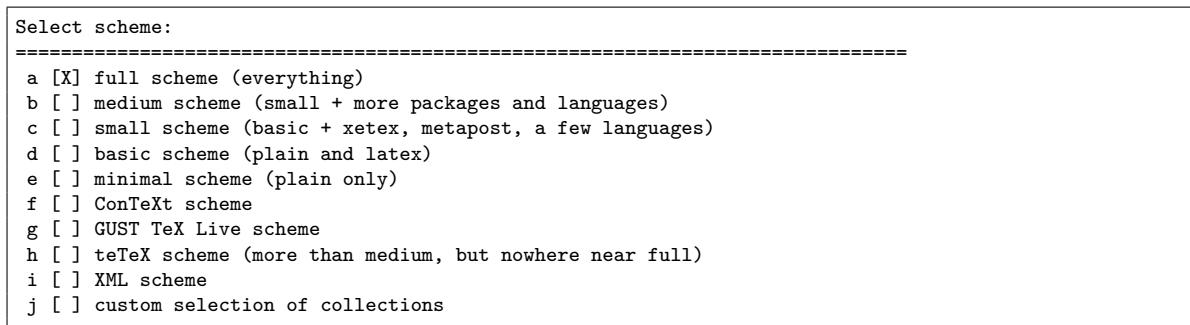 Select scheme:
===============================================================================
a [X] full scheme (everything)
b [ ] medium scheme (small + more packages and languages)
c [ ] small scheme (basic + xetex, metapost, a few languages)
d [ ] basic scheme (plain and latex)
e [ ] minimal scheme (plain only)
f [ ] ConTeXt scheme
g [ ] GUST TeX Live scheme
h [ ] teTeX scheme (more than medium, but nowhere near full)
i [ ] XML scheme
j [ ] custom selection of collections